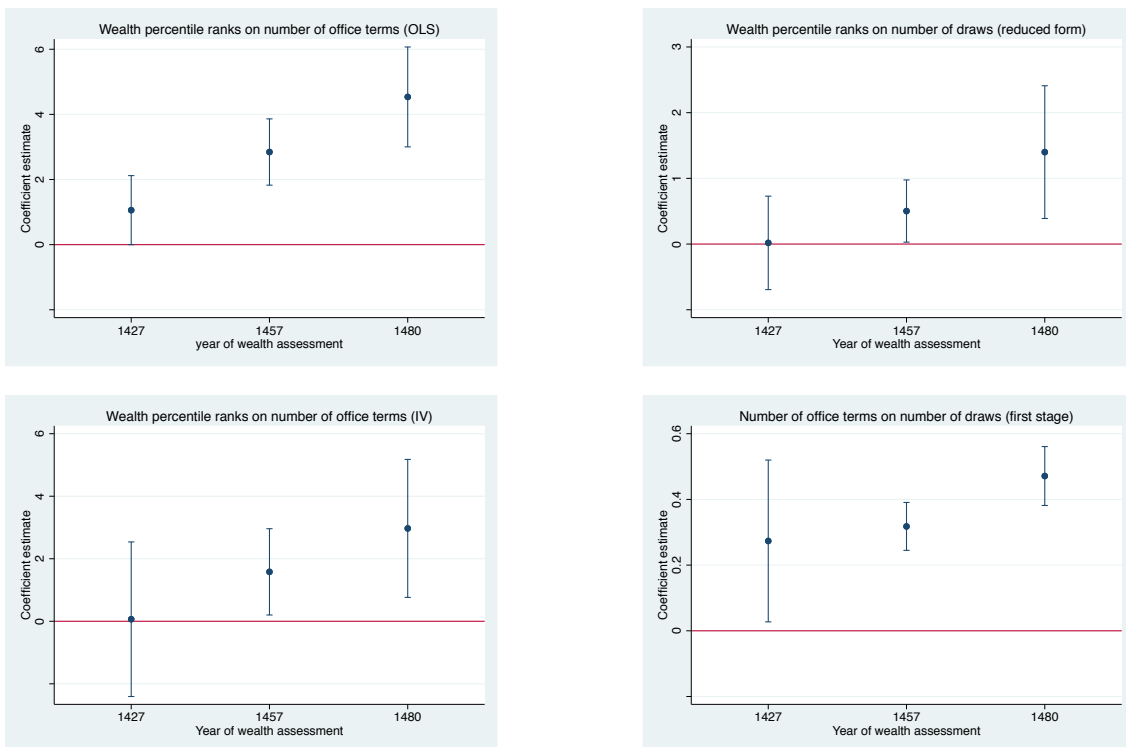 Wealth percentile ranks on number of office terms (OLS)
Coefficient estimate
6
4
2
0
1427 1457 1480
year of wealth assessment
Wealth percentile ranks on number of draws (reduced form)
Coefficient estimate
3
2
1
0
1427 1457 1480
Year of wealth assessment
Wealth percentile ranks on number of office terms (IV)
Coefficient estimate
6
4
2
0
1427 1457 1480
Year of wealth assessment
Number of office terms on number of draws (first stage)
Coefficient estimate
0.6
0.4
0.2
0
1427 1457 1480
Year of wealth assessment